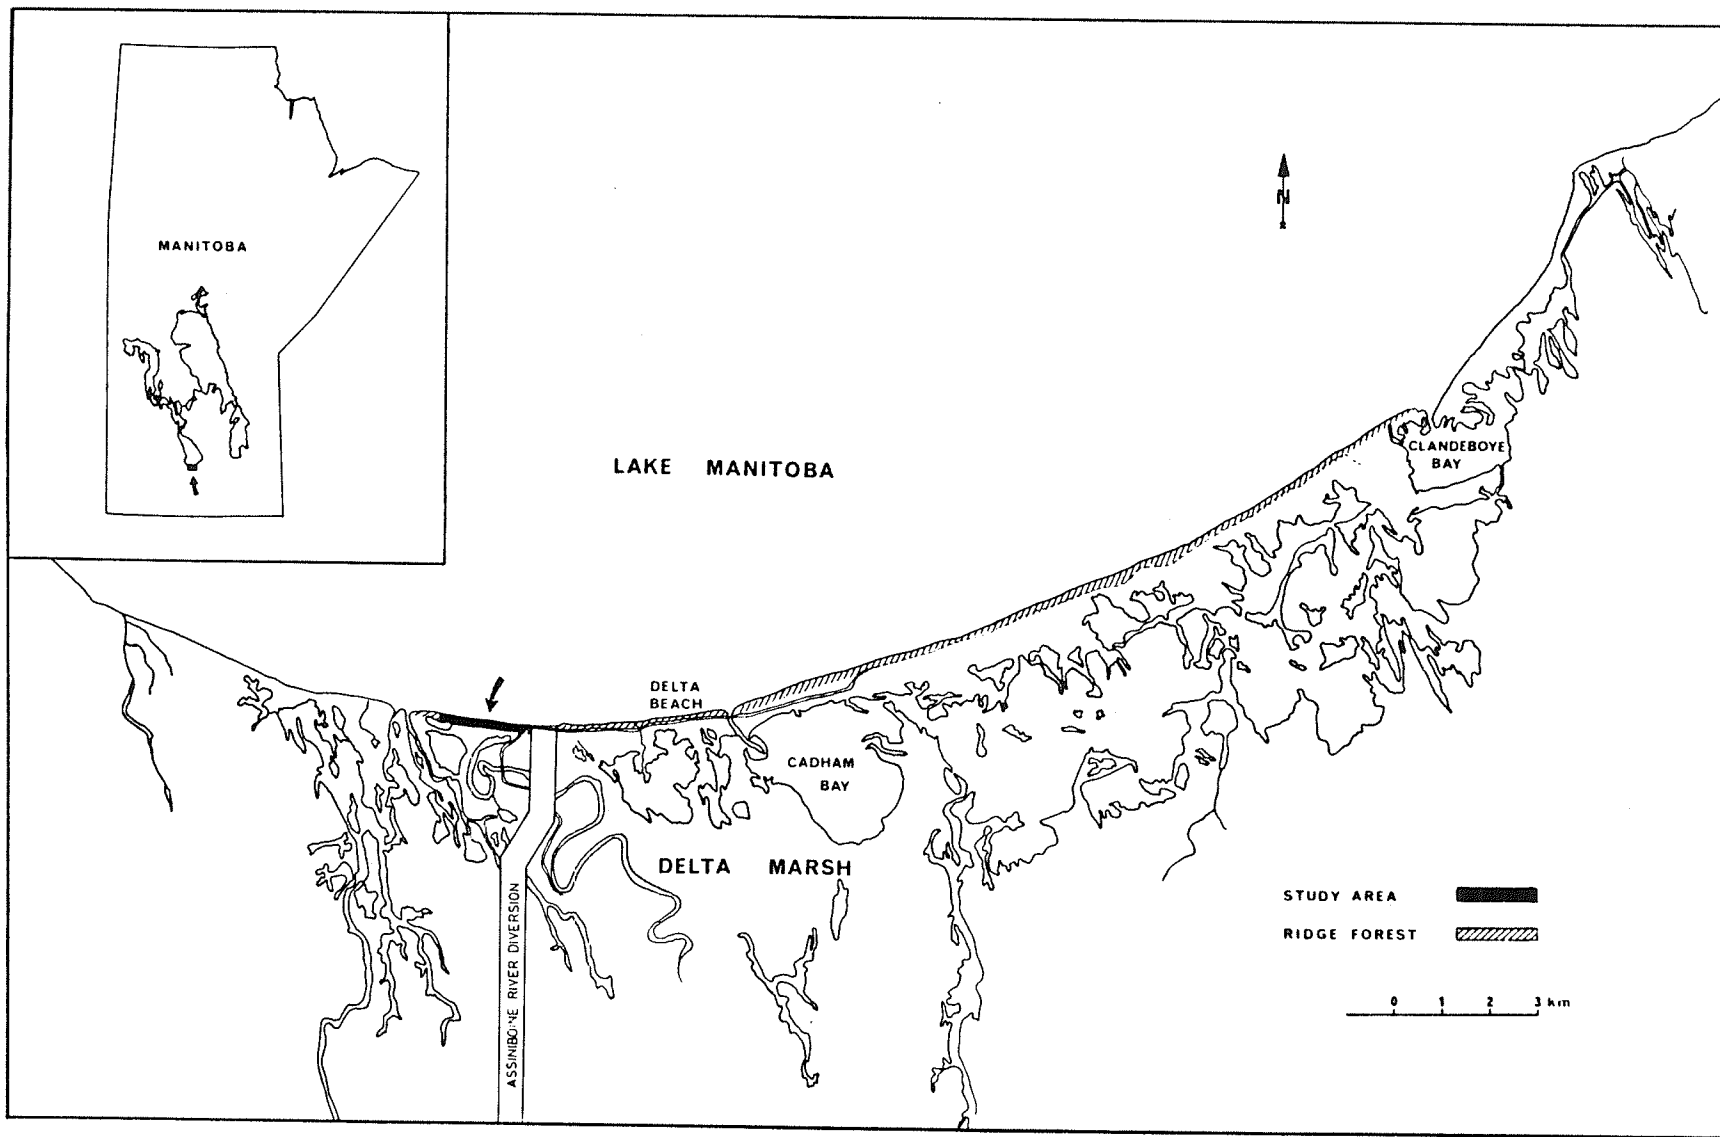 MANITOBA
N
LAKE MANITOBA
CLANDEBOYE
BAY
DELTA
BEACH
CADHAM
BAY
DELTA MARSH
ASSINIBOINE RIVER DIVERSION
STUDY AREA
RIDGE FOREST
0 1 2 3 km